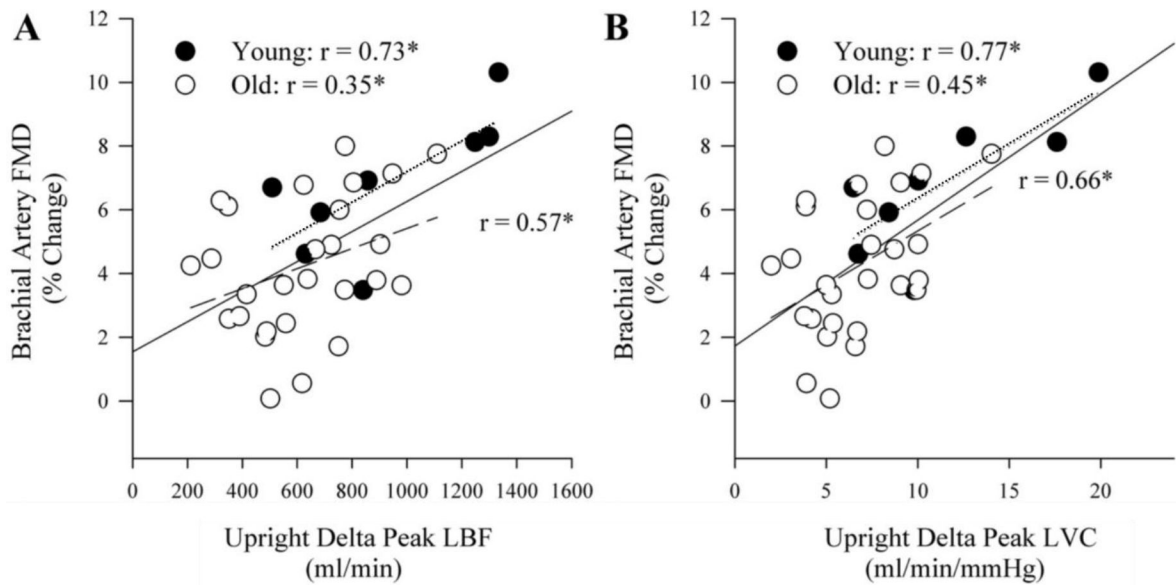 A
Young: r = 0.73*
Old: r = 0.35*
r = 0.57*
Brachial Artery FMD
(% Change)
12
10
8
6
4
2
0
0 200 400 600 800 1000 1200 1400 1600
Upright Delta Peak LBF
(ml/min)
B
Young: r = 0.77*
Old: r = 0.45*
r = 0.66*
Brachial Artery FMD
(% Change)
12
10
8
6
4
2
0
0 5 10 15 20
Upright Delta Peak LVC
(ml/min/mmHg)